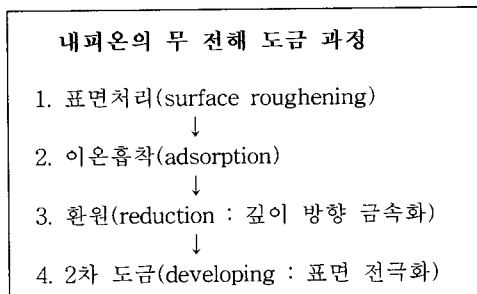 내피온의 무 전해 도금 과정
1. 표면처리(surface roughening)
↓
2. 이온흡착(adsorption)
↓
3. 환원(reduction : 깊이 방향 금속화)
↓
4. 2차 도금(developing : 표면 전극화)